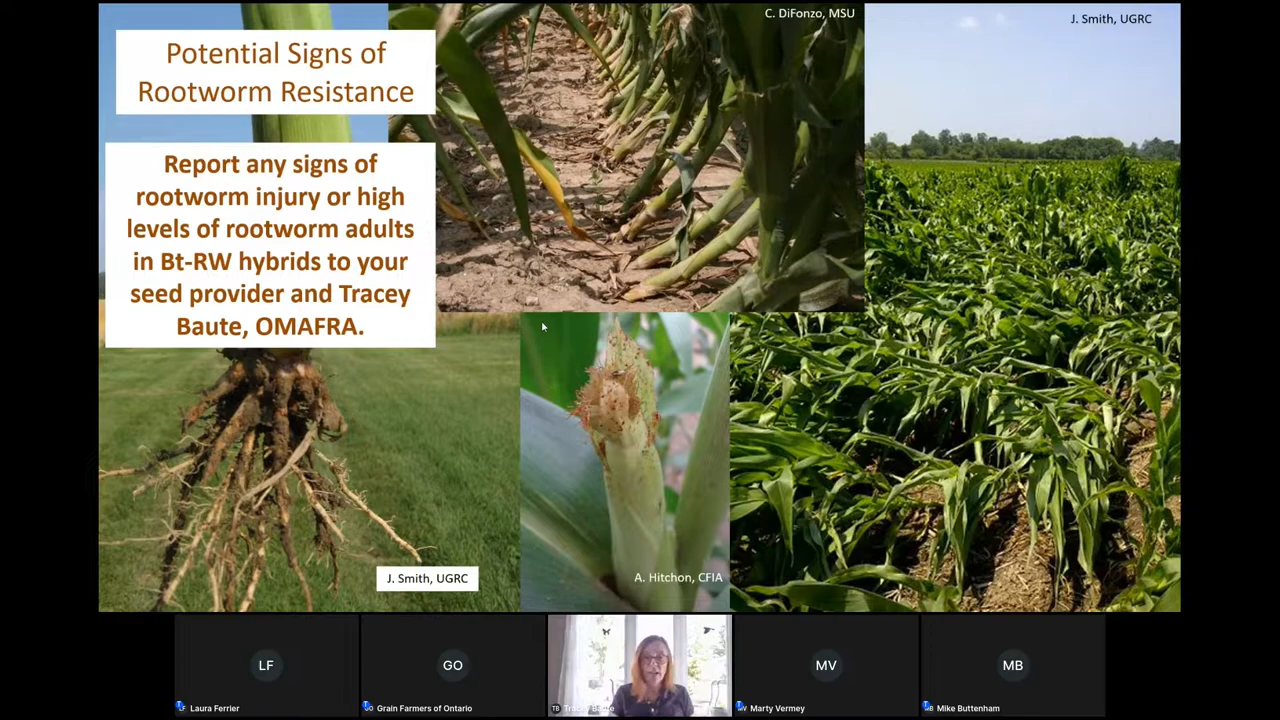 Potential Signs of
Rootworm Resistance
Report any signs of
rootworm injury or high
levels of rootworm adults
in Bt-RW hybrids to your
seed provider and Tracey
Baute, OMAFRA.
C. DiFonzo, MSU
J. Smith, UGRC
J. Smith, UGRC
A. Hitchon, CFIA
LF
Laura Ferrier
GO
Grain Farmers of Ontario
TB
MV
Marty Vermey
MB
Mike Buttenham